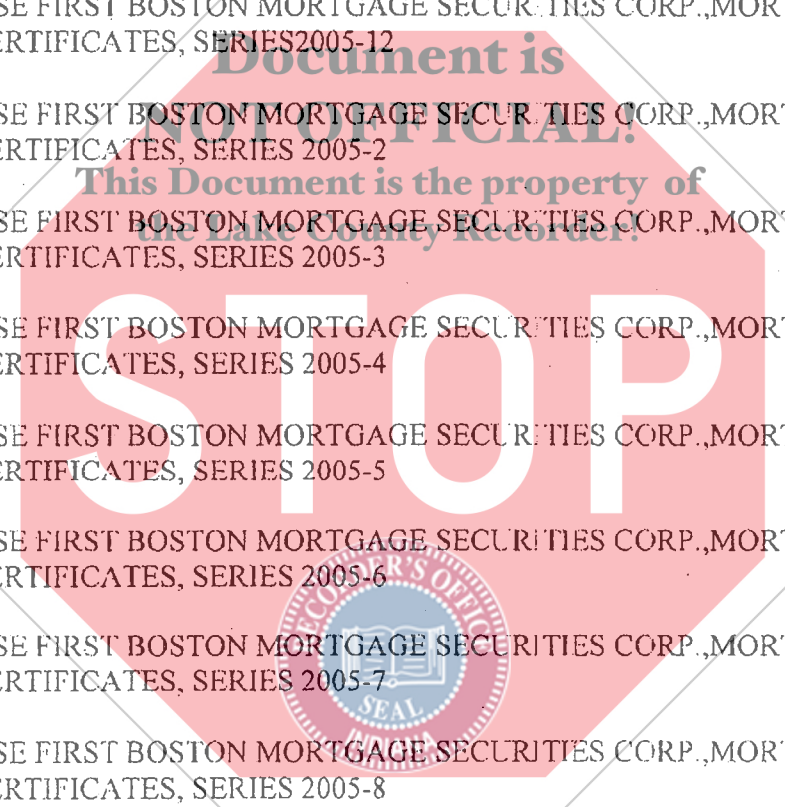 SE FIRST BOSTON MORTGAGE SECURITIES CORP.,MOR
ERTIFICATES, SERIES2005-12
Document is
SE FIRST BOSTON MORTGAGE SECURITIES CORP.,MORT
NOT OFFICIAL!
ERTIFICATES, SERIES 2005-2
This Document is the property of
SE FIRST BOSTON MORTGAGE SECURITIES CORP.,MORT
the Lake County Recorder!
ERTIFICATES, SERIES 2005-3
SE FIRST BOSTON MORTGAGE SECURITIES CORP.,MORT
ERTIFICATES, SERIES 2005-4
STOP
SE FIRST BOSTON MORTGAGE SECURITIES CORP.,MORT
ERTIFICATES, SERIES 2005-5
SE FIRST BOSTON MORTGAGE SECURITIES CORP.,MORT
ERTIFICATES, SERIES 2005-6
RECORDER'S OFFICE
SE FIRST BOSTON MORTGAGE SECURITIES CORP.,MORT
ERTIFICATES, SERIES 2005-7
SEAL
INDIANA
SE FIRST BOSTON MORTGAGE SECURITIES CORP.,MORT
ERTIFICATES, SERIES 2005-8